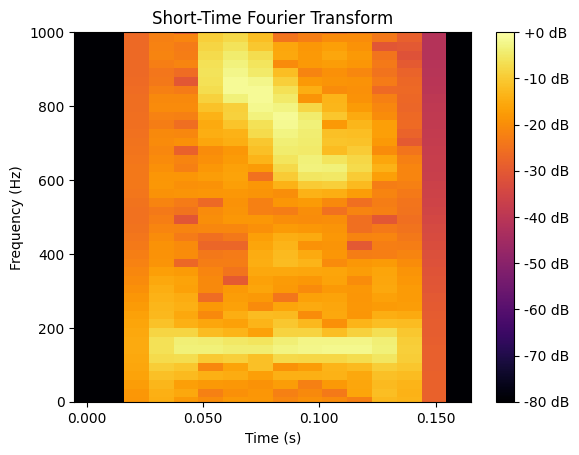 Short-Time Fourier Transform
Frequency (Hz)
1000
800
600
400
200
0
0.000
0.050
0.100
0.150
Time (s)
+0 dB
-10 dB
-20 dB
-30 dB
-40 dB
-50 dB
-60 dB
-70 dB
-80 dB